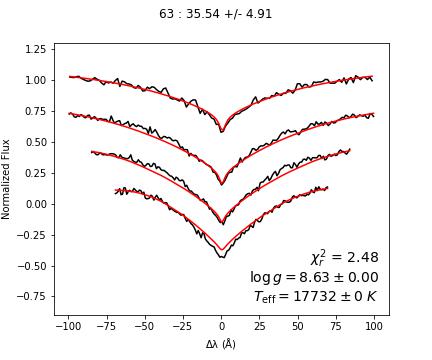 63 : 35.54 +/- 4.91
1.25
1.00
0.75
0.50
0.25
0.00
−0.25
−0.50
−0.75
Normalized Flux
χ²ᵣ = 2.48
log g = 8.63 ± 0.00
Teff = 17732 ± 0 K
−100 −75 −50 −25 0 25 50 75 100
Δλ (Å)